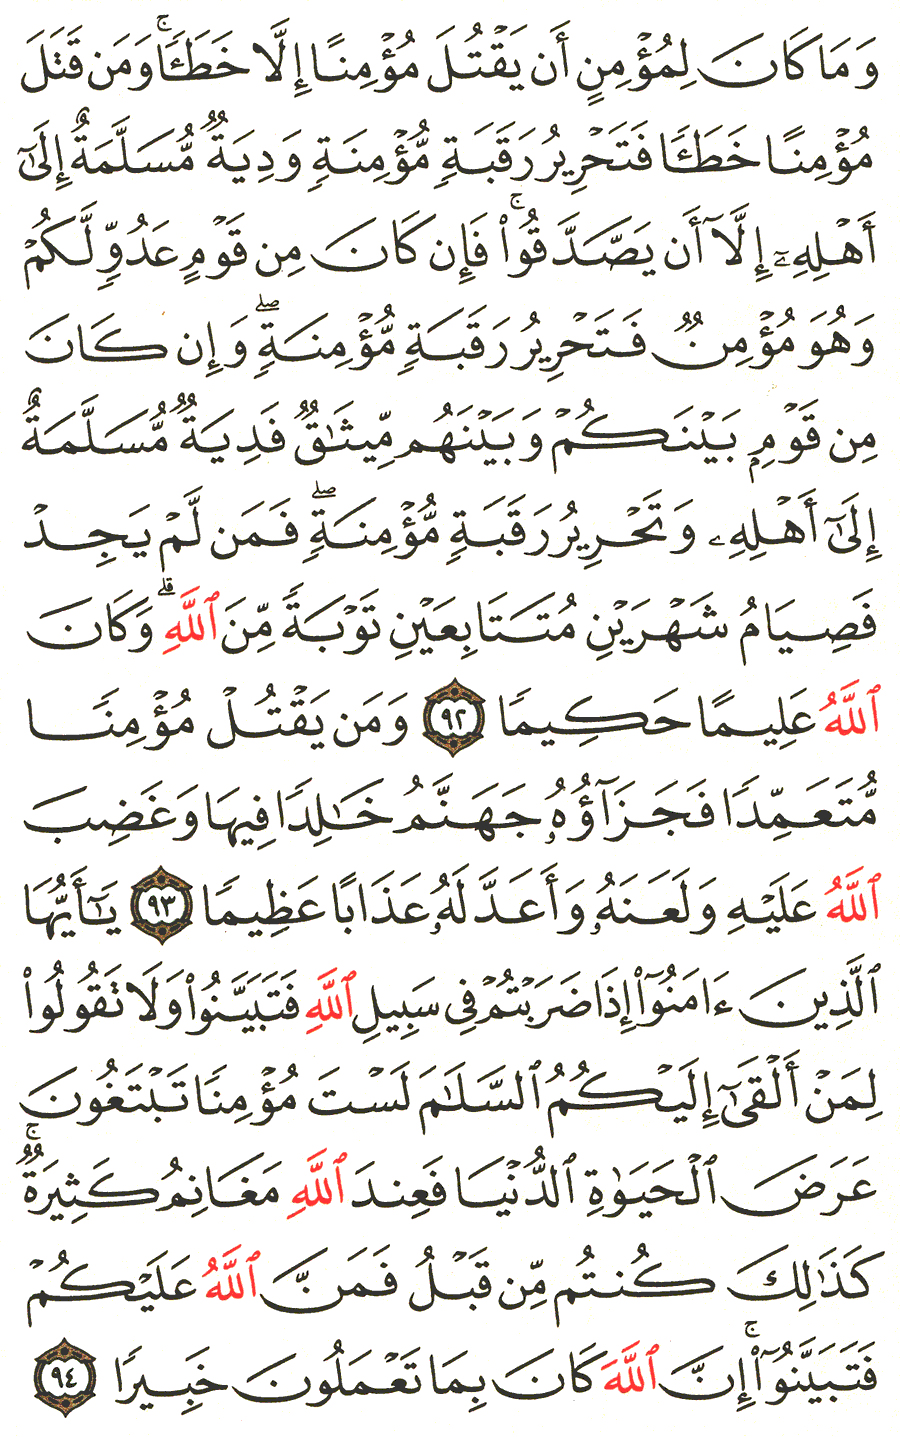 وَمَا كَانَ لِمُؤْمِنٍ أَن يَقْتُلَ مُؤْمِنًا إِلَّا خَطَـًٔا ۚ وَمَن قَتَلَ
مُؤْمِنًا خَطَـًٔا فَتَحْرِيرُ رَقَبَةٍ مُّؤْمِنَةٍ وَدِيَةٌ مُّسَلَّمَةٌ إِلَىٰٓ
أَهْلِهِۦٓ إِلَّآ أَن يَصَّدَّقُوا۟ ۚ فَإِن كَانَ مِن قَوْمٍ عَدُوٍّ لَّكُمْ
وَهُوَ مُؤْمِنٌ فَتَحْرِيرُ رَقَبَةٍ مُّؤْمِنَةٍ ۖ وَإِن كَانَ
مِن قَوْمٍۭ بَيْنَكُمْ وَبَيْنَهُم مِّيثَـٰقٌ فَدِيَةٌ مُّسَلَّمَةٌ
إِلَىٰٓ أَهْلِهِۦ وَتَحْرِيرُ رَقَبَةٍ مُّؤْمِنَةٍ ۖ فَمَن لَّمْ يَجِدْ
فَصِيَامُ شَهْرَيْنِ مُتَتَابِعَيْنِ تَوْبَةً مِّنَ ٱللَّهِ ۗ وَكَانَ
ٱللَّهُ عَلِيمًا حَكِيمًا ٩٢ وَمَن يَقْتُلْ مُؤْمِنًا
مُّتَعَمِّدًا فَجَزَآؤُهُۥ جَهَنَّمُ خَـٰلِدًا فِيهَا وَغَضِبَ
ٱللَّهُ عَلَيْهِ وَلَعَنَهُۥ وَأَعَدَّ لَهُۥ عَذَابًا عَظِيمًا ٩٣ يَـٰٓأَيُّهَا
ٱلَّذِينَ ءَامَنُوٓا۟ إِذَا ضَرَبْتُمْ فِى سَبِيلِ ٱللَّهِ فَتَبَيَّنُوا۟ وَلَا تَقُولُوا۟
لِمَنْ أَلْقَىٰٓ إِلَيْكُمُ ٱلسَّلَـٰمَ لَسْتَ مُؤْمِنًا تَبْتَغُونَ
عَرَضَ ٱلْحَيَوٰةِ ٱلدُّنْيَا فَعِندَ ٱللَّهِ مَغَانِمُ كَثِيرَةٌ ۚ
كَذَٰلِكَ كُنتُم مِّن قَبْلُ فَمَنَّ ٱللَّهُ عَلَيْكُمْ
فَتَبَيَّنُوٓا۟ ۚ إِنَّ ٱللَّهَ كَانَ بِمَا تَعْمَلُونَ خَبِيرًا ٩٤